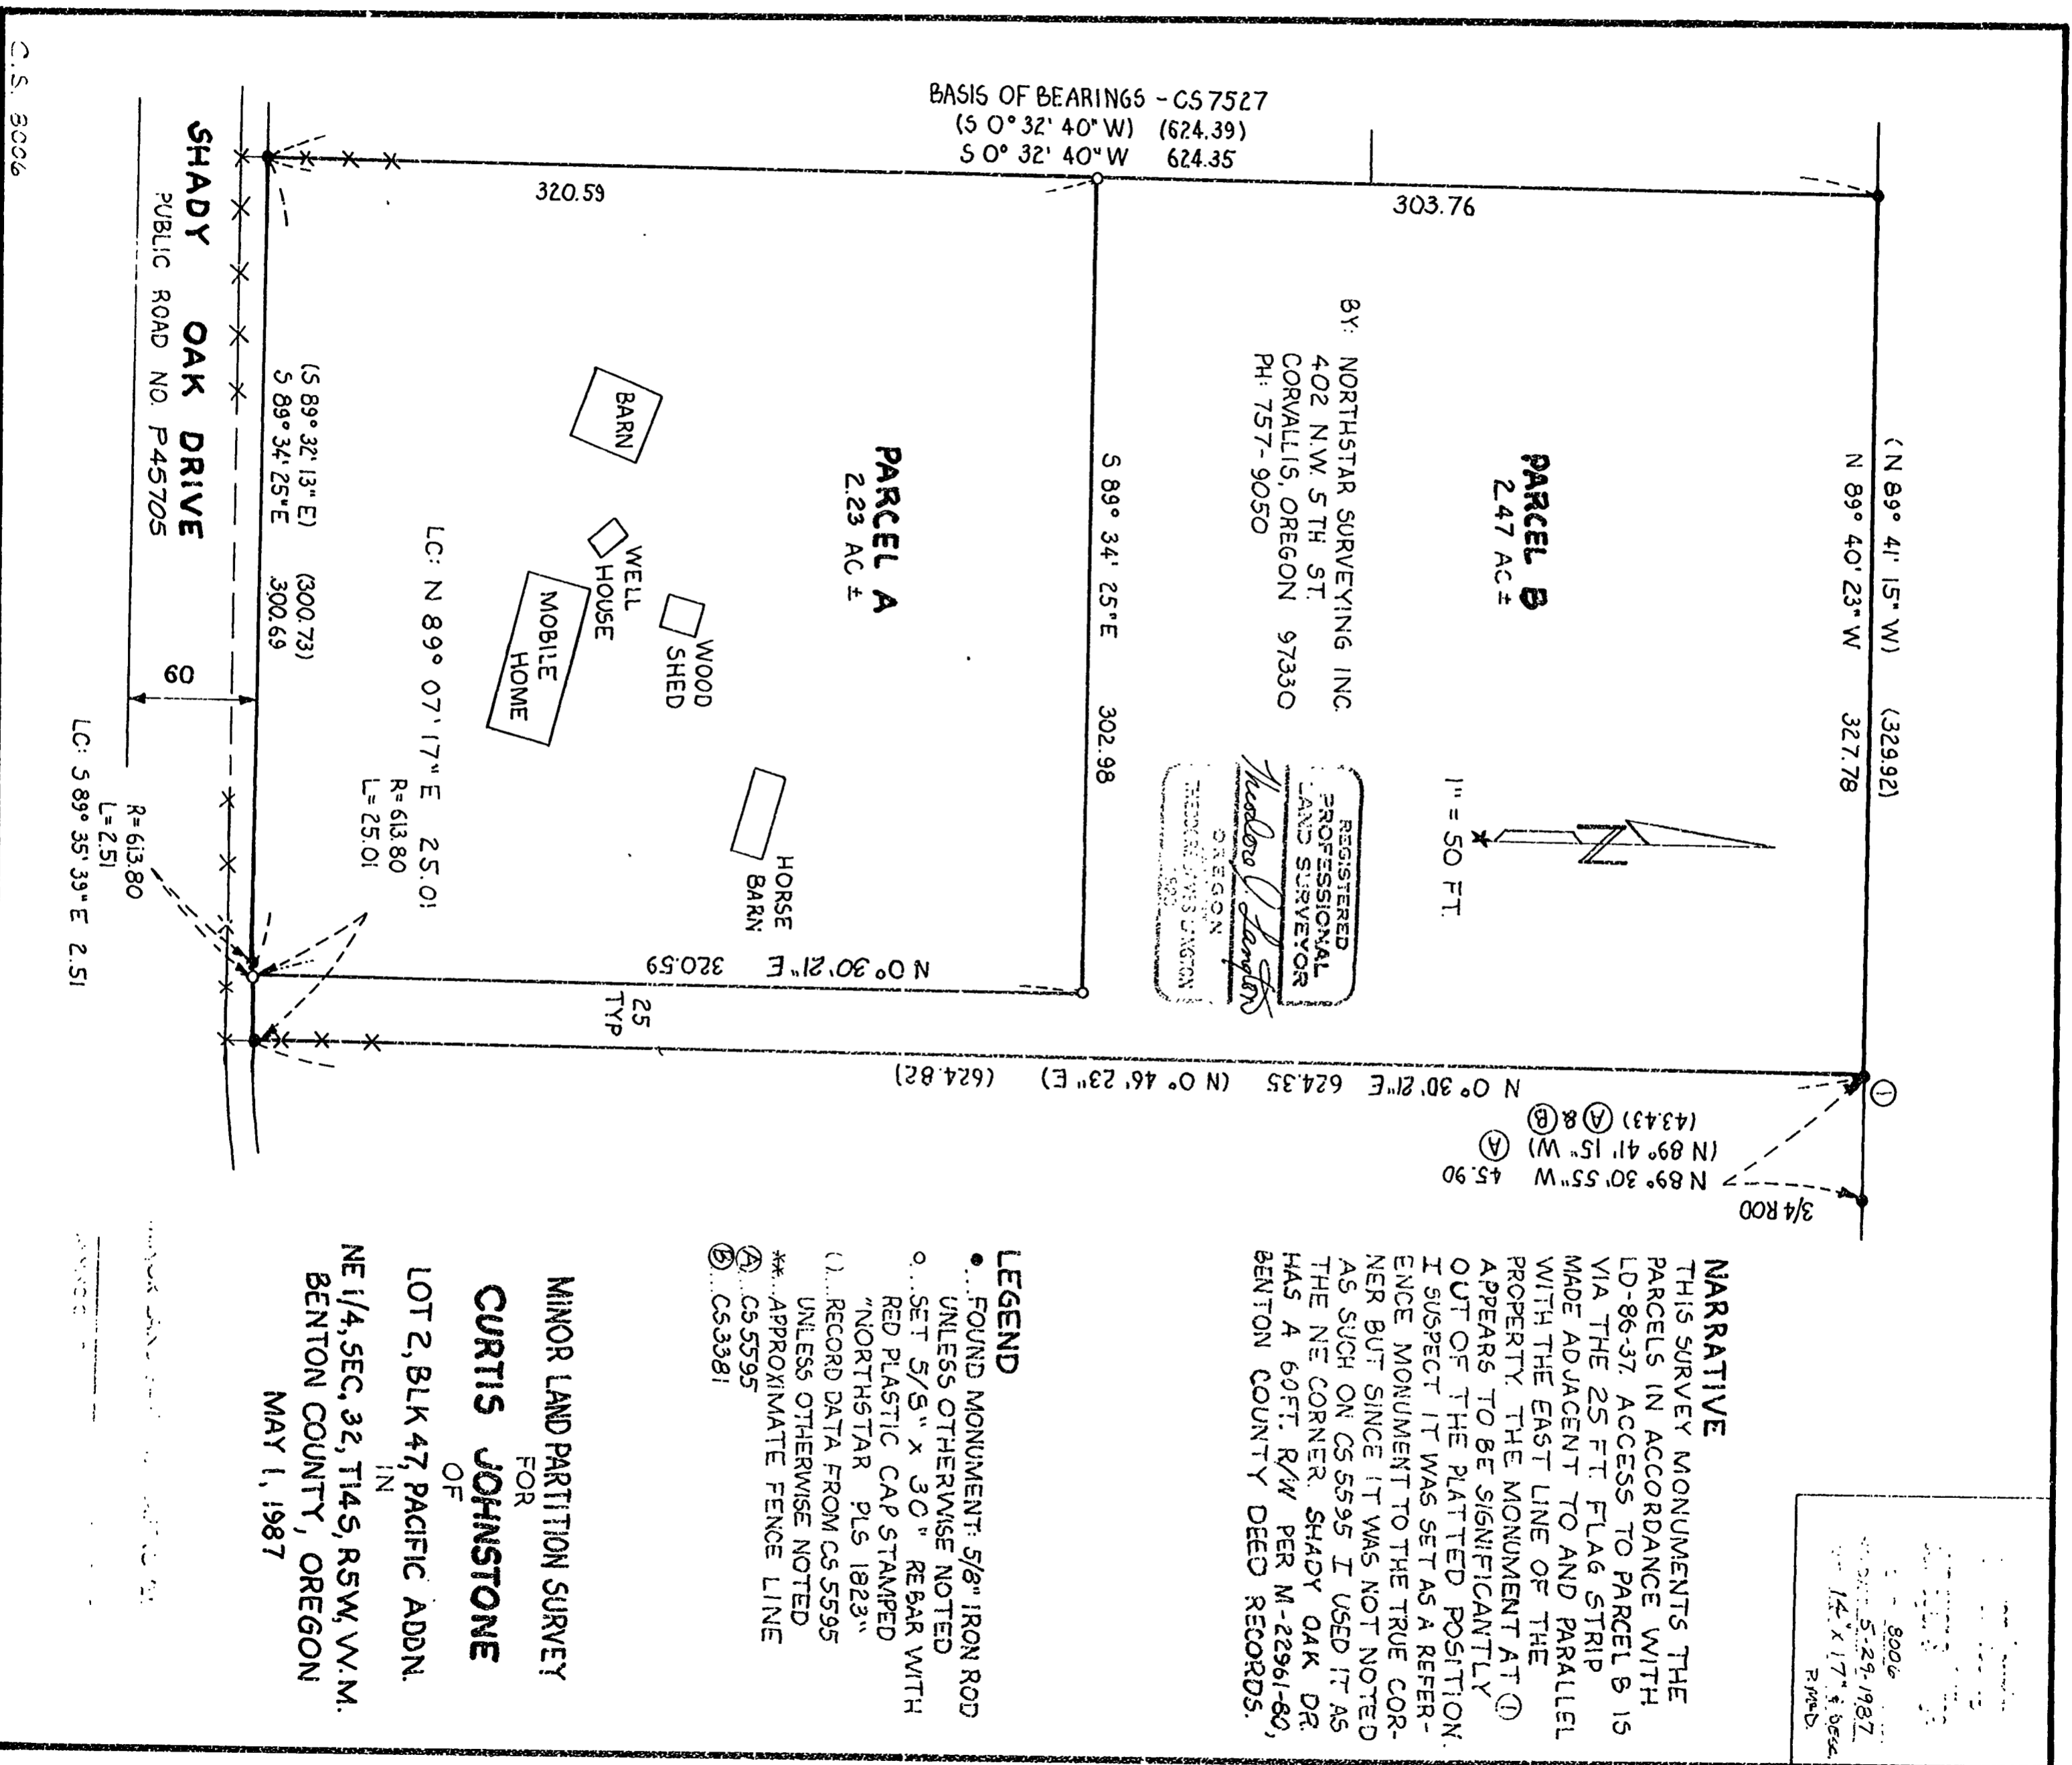 C.S. 8006
BASIS OF BEARINGS - CS 7527
(S 0° 32' 40" W) (624.39)
S 0° 32' 40" W 624.35
320.59
303.76
(N 89° 41' 15" W) (329.92)
N 89° 40' 23" W 327.78
PARCEL B
2.47 AC ±
1" = 50 FT.
BY: NORTHSTAR SURVEYING INC.
402 N.W. 5TH ST.
CORVALLIS, OREGON 97330
PH: 757-9050
REGISTERED
PROFESSIONAL
LAND SURVEYOR
OREGON
S 89° 34' 25" E 302.98
PARCEL A
2.23 AC ±
BARN
WELL
HOUSE
WOOD
SHED
MOBILE
HOME
HORSE
BARN
N 0° 30' 21" E 320.59
25
TYP
LC: N 89° 07' 17" E 25.01
R=613.80
L=25.01
(S 89° 32' 13" E) (300.73)
S 89° 34' 25" E 300.69
SHADY OAK DRIVE
PUBLIC ROAD NO. P45705
60
R=613.80
L=2.51
LC: S 89° 35' 39" E 2.51
N 0° 30' 21" E 624.35 (N 0° 46' 23" E) (624.82)
1
(43.43) A & B
(N 89° 41' 15" W) A
N 89° 30' 55" W 45.90
3/4 ROD
8006
5-29-1987
14" x 17" & DESC.
P.McD.
NARRATIVE
THIS SURVEY MONUMENTS THE
PARCELS IN ACCORDANCE WITH
LD-86-37. ACCESS TO PARCEL B IS
VIA THE 25 FT. FLAG STRIP
MADE ADJACENT TO AND PARALLEL
WITH THE EAST LINE OF THE
PROPERTY. THE MONUMENT AT 1
APPEARS TO BE SIGNIFICANTLY
OUT OF THE PLATTED POSITION.
I SUSPECT IT WAS SET AS A REFER-
ENCE MONUMENT TO THE TRUE COR-
NER BUT SINCE IT WAS NOT NOTED
AS SUCH ON CS 5595 I USED IT AS
THE NE CORNER. SHADY OAK DR.
HAS A 60FT. R/W PER M-22961-80,
BENTON COUNTY DEED RECORDS.
LEGEND
●...FOUND MONUMENT: 5/8" IRON ROD
UNLESS OTHERWISE NOTED
o...SET 5/8" x 30" REBAR WITH
RED PLASTIC CAP STAMPED
"NORTHSTAR PLS 1823"
( )...RECORD DATA FROM CS 5595
UNLESS OTHERWISE NOTED
**...APPROXIMATE FENCE LINE
A...CS 5595
B...CS 3381
MINOR LAND PARTITION SURVEY
FOR
CURTIS JOHNSTONE
OF
LOT 2, BLK 47, PACIFIC ADDN.
IN
NE 1/4, SEC, 32, T14S, R5W, W.M.
BENTON COUNTY, OREGON
MAY 1, 1987